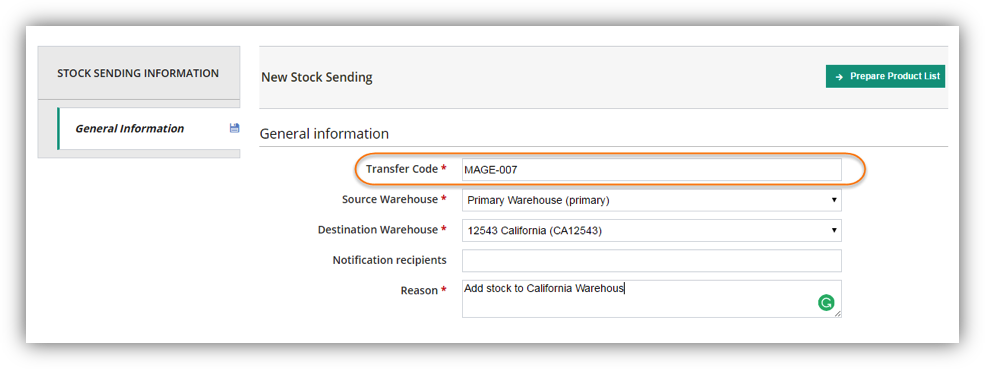 STOCK SENDING INFORMATION
General Information
New Stock Sending
→ Prepare Product List
General information
Transfer Code * MAGE-007
Source Warehouse * Primary Warehouse (primary)
Destination Warehouse * 12543 California (CA12543)
Notification recipients
Reason * Add stock to California Warehous